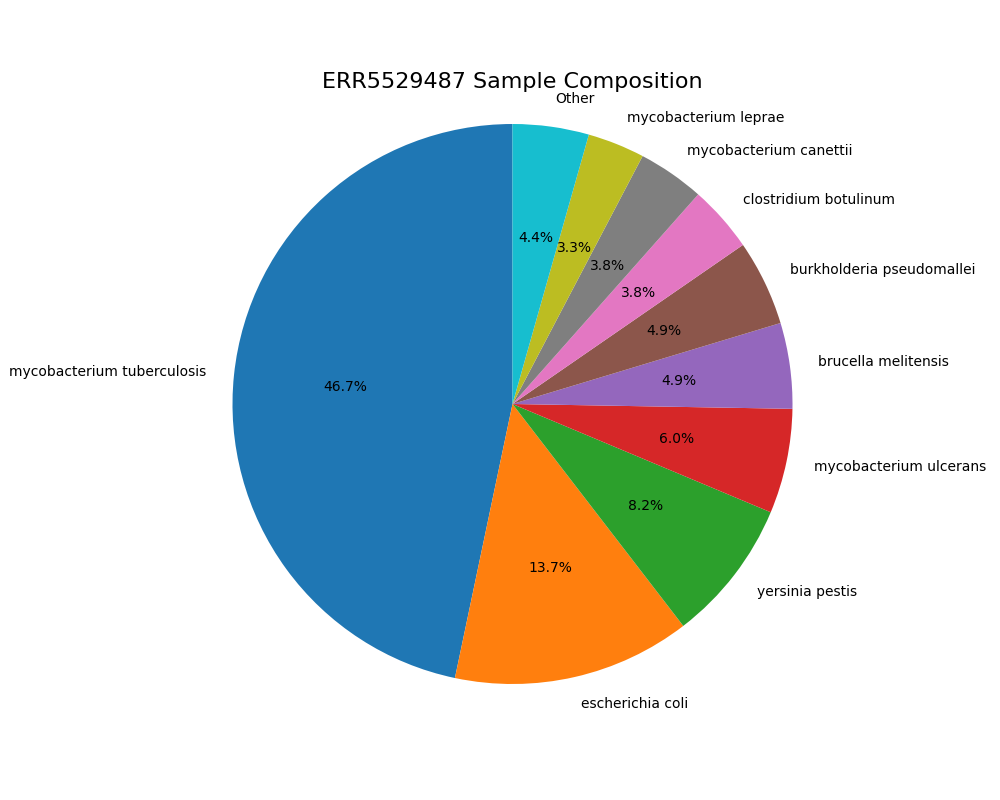 ERR5529487 Sample Composition
Other
mycobacterium leprae
mycobacterium canettii
clostridium botulinum
burkholderia pseudomallei
brucella melitensis
mycobacterium ulcerans
yersinia pestis
escherichia coli
mycobacterium tuberculosis
4.4%
3.3%
3.8%
3.8%
4.9%
4.9%
6.0%
8.2%
13.7%
46.7%